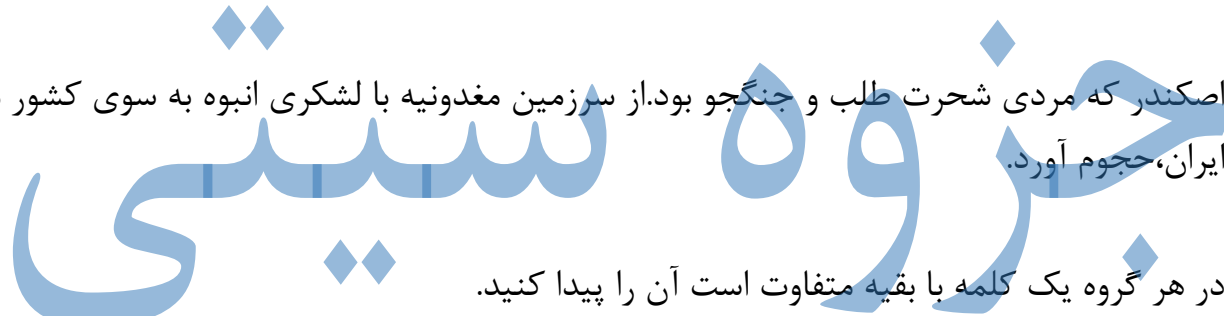 اصکندر که مردی شحرت طلب و جنگجو بود.از سرزمین مغدونیه با لشکری انبوه به سوی کشور
ایران،حجوم آورد.
جزوه سیتی
در هر گروه یک کلمه با بقیه متفاوت است آن را پیدا کنید.